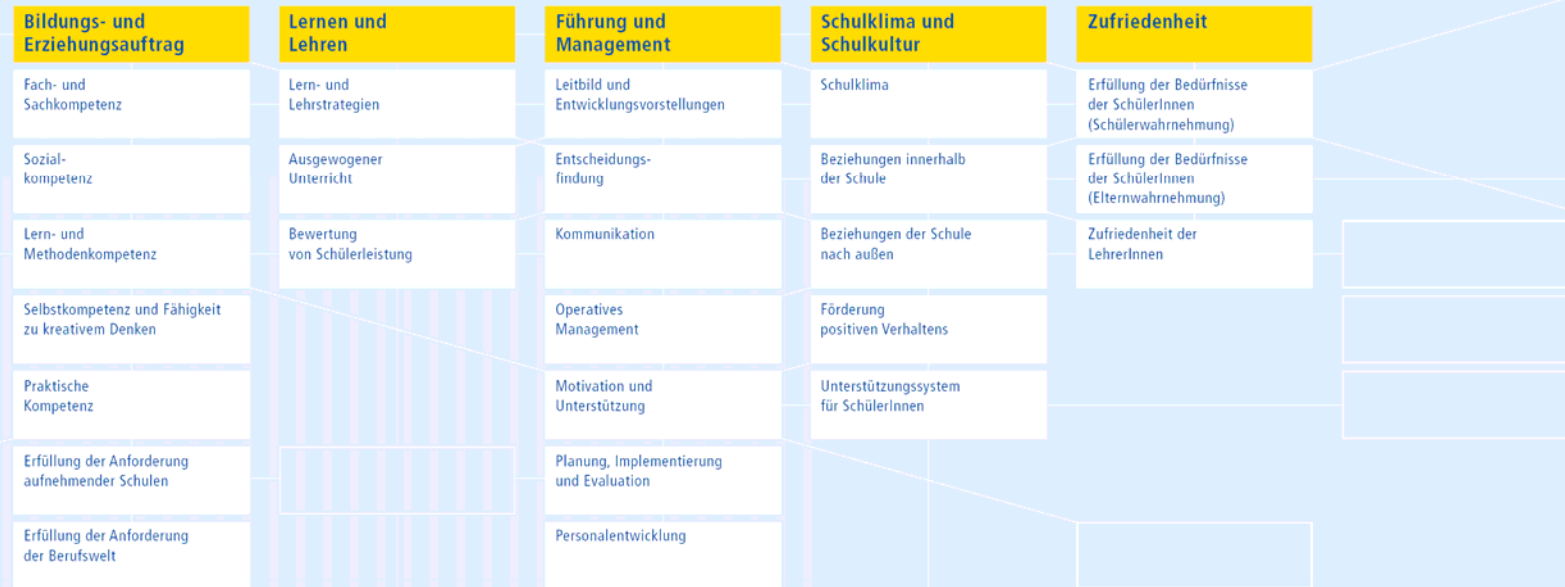 Bildungs- und
Erziehungsauftrag
Fach- und
Sachkompetenz
Sozial-
kompetenz
Lern- und
Methodenkompetenz
Selbstkompetenz und Fähigkeit
zu kreativem Denken
Praktische
Kompetenz
Erfüllung der Anforderung
aufnehmender Schulen
Erfüllung der Anforderung
der Berufswelt
Lernen und
Lehren
Lern- und
Lehrstrategien
Ausgewogener
Unterricht
Bewertung
von Schülerleistung
Führung und
Management
Leitbild und
Entwicklungsvorstellungen
Entscheidungs-
findung
Kommunikation
Operatives
Management
Motivation und
Unterstützung
Planung, Implementierung
und Evaluation
Personalentwicklung
Schulklima und
Schulkultur
Schulklima
Beziehungen innerhalb
der Schule
Beziehungen der Schule
nach außen
Förderung
positiven Verhaltens
Unterstützungssystem
für SchülerInnen
Zufriedenheit
Erfüllung der Bedürfnisse
der SchülerInnen
(Schülerwahrnehmung)
Erfüllung der Bedürfnisse
der SchülerInnen
(Elternwahrnehmung)
Zufriedenheit der
LehrerInnen